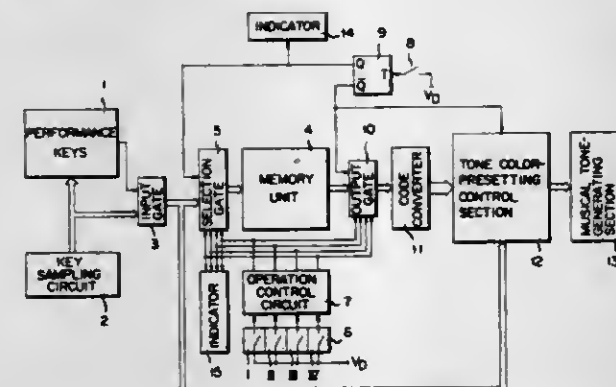 INDICATOR
14
9
8
Q
Q
T
VD
1
PERFORMANCE
KEYS
5
4
10
INPUT
GATE
3
SELECTION
GATE
MEMORY
UNIT
OUTPUT
GATE
CODE
CONVERTER
11
TONE COLOR-
PRESETTING
CONTROL
SECTION
12
MUSICAL TONE-
GENERATING
SECTION
13
KEY
SAMPLING
CIRCUIT
2
INDICATOR
15
OPERATION
CONTROL
CIRCUIT
7
6
I II III IV
VD